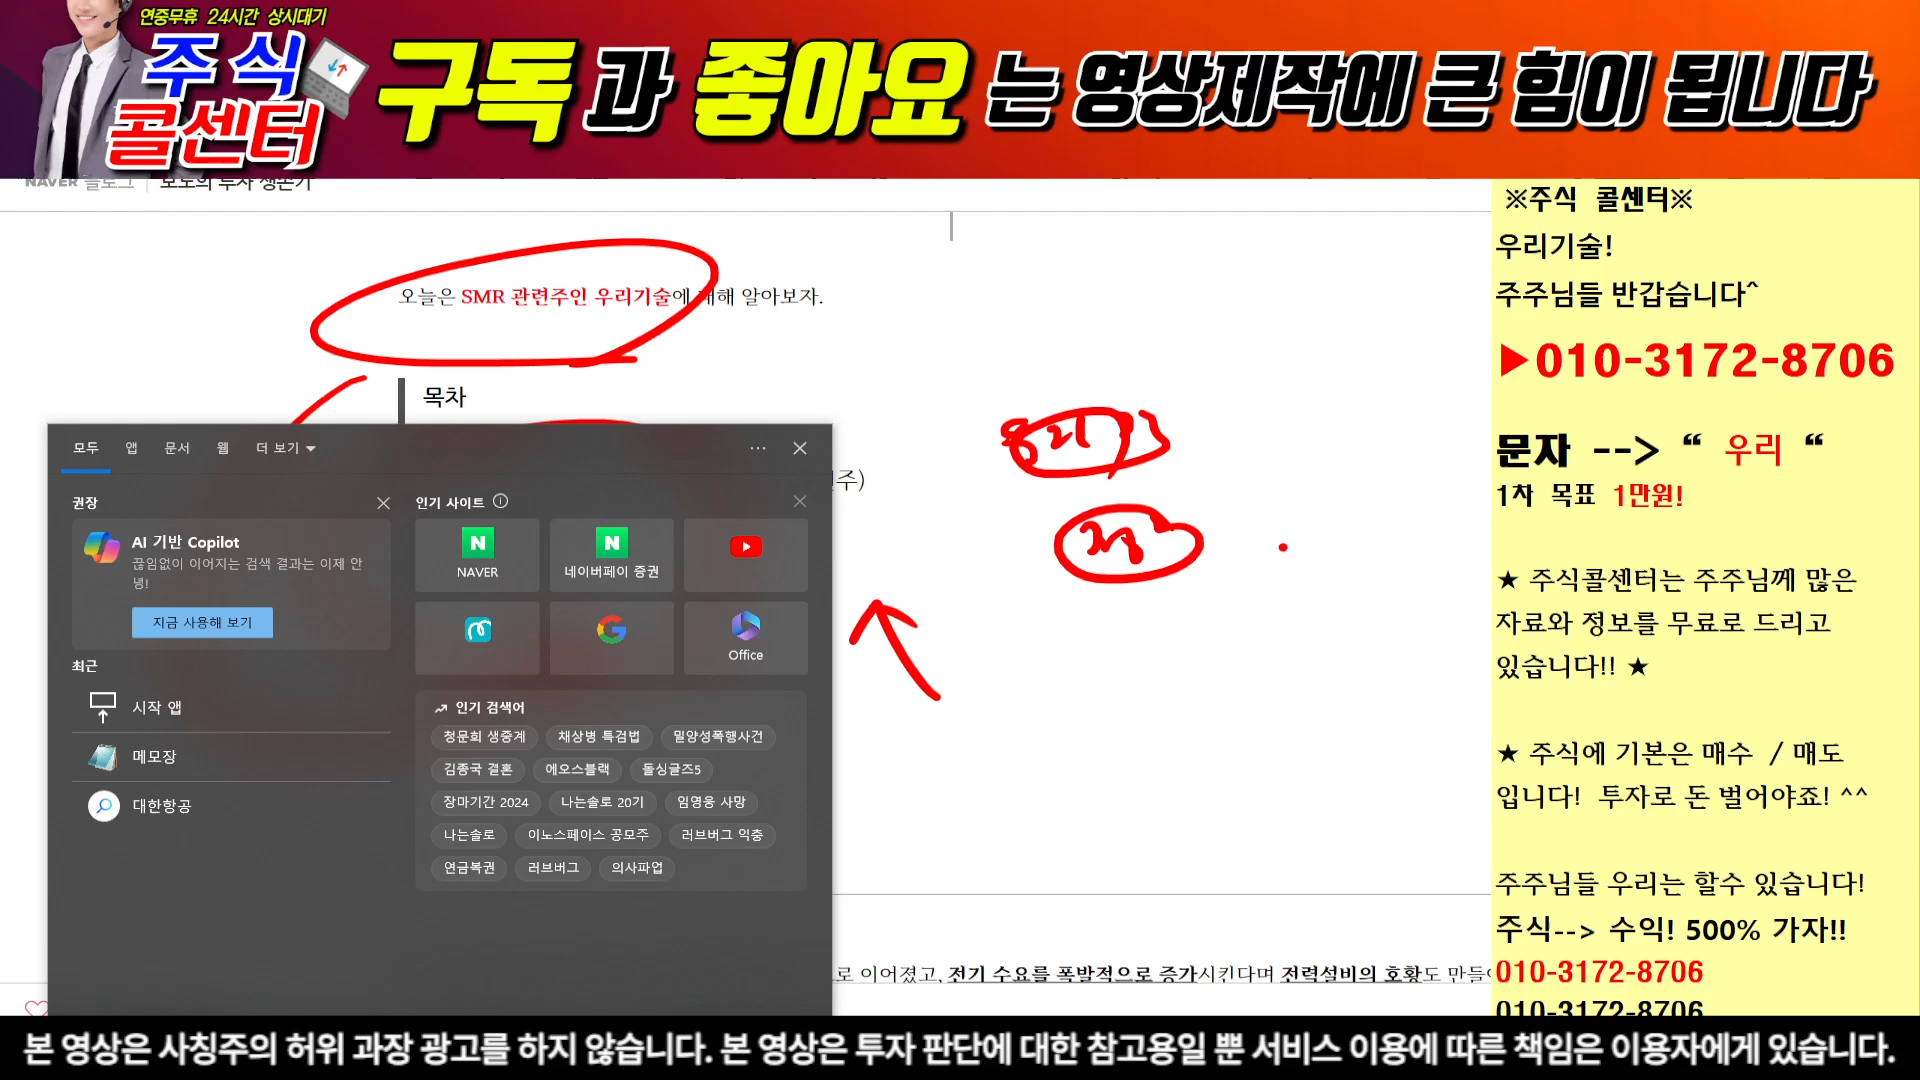 연중무휴 24시간 상시대기
주식
콜센터
구독과 좋아요는 영상제작에 큰 힘이 됩니다
NAVER 블로그
오늘은 SMR 관련주인 우리기술에 대해 알아보자.
목차
모두 앱 문서 웹 더 보기
권장
AI 기반 Copilot
끊임없이 이어지는 검색 결과는 이제 안
녕!
지금 사용해 보기
최근
시작 앱
메모장
대한항공
인기 사이트
NAVER
네이버페이 증권
Office
인기 검색어
청문회 생중계 채상병 특검법 밀양성폭행사건
김종국 결혼 에오스블랙 돌싱글즈5
장마기간 2024 나는솔로 20기 임영웅 사망
나는솔로 이노스페이스 공모주 러브버그 익충
연금복권 러브버그 의사파업
주)
로 이어졌고, 전기 수요를 폭발적으로 증가시킨다며 전력설비의 호황도 만들어
※주식 콜센터※
우리기술!
주주님들 반갑습니다^
▶010-3172-8706
문자 --> “ 우리 “
1차 목표 1만원!
★ 주식콜센터는 주주님께 많은
자료와 정보를 무료로 드리고
있습니다!! ★
★ 주식에 기본은 매수 / 매도
입니다! 투자로 돈 벌어야죠! ^^
주주님들 우리는 할수 있습니다!
주식--> 수익! 500% 가자!!
010-3172-8706
010-3172-8706
본 영상은 사칭주의 허위 과장 광고를 하지 않습니다. 본 영상은 투자 판단에 대한 참고용일 뿐 서비스 이용에 따른 책임은 이용자에게 있습니다.